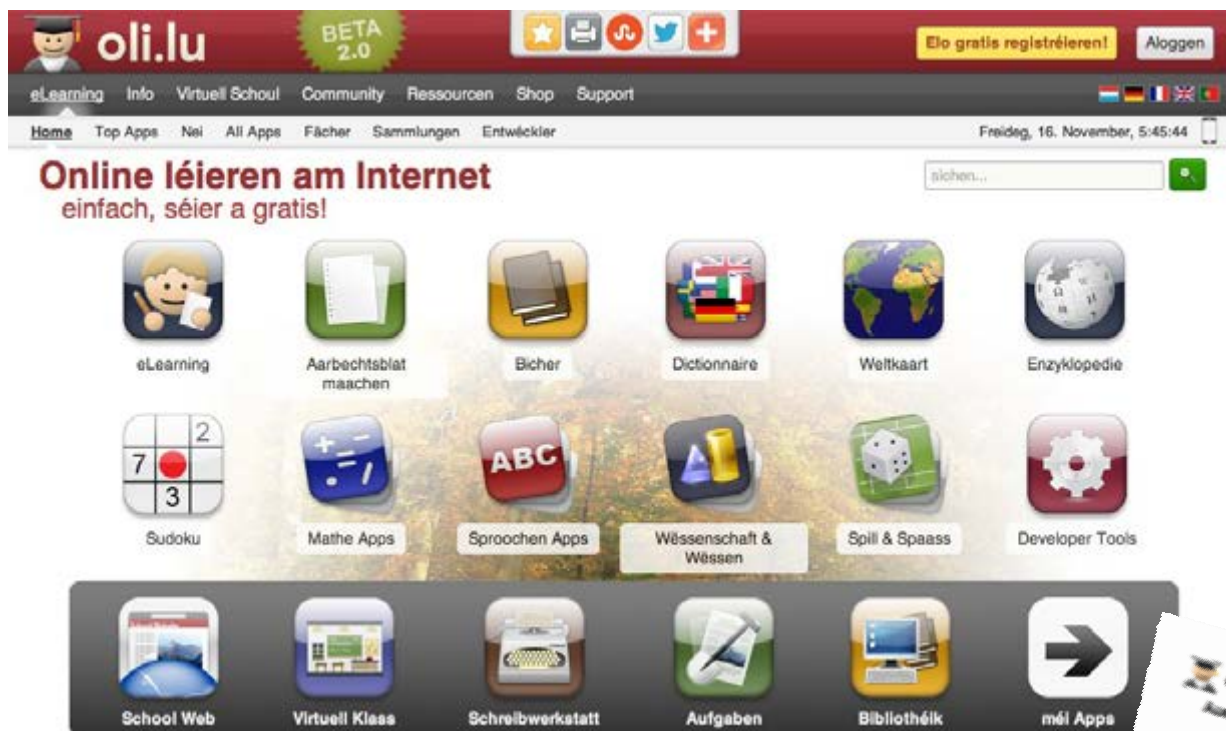 oli.lu
BETA
2.0
Elo gratis registréieren!
Aloggen
eLearning Info Virtuell Schoul Community Ressourcen Shop Support
Home Top Apps Nei All Apps Fächer Sammlungen Entwéckler
Freideg, 16. November, 5:45:44
Online léieren am Internet
einfach, séier a gratis!
sichen...
eLearning
Aarbechtsblat
maachen
Bicher
Dictionnaire
Weltkaart
Enzyklopedie
2
7
3
ABC
Sudoku
Mathe Apps
Sproochen Apps
Wëssenschaft &
Wëssen
Spill & Spaass
Developer Tools
School Web
Virtuell Klass
Schreibwerkstatt
Aufgaben
Bibliothéik
méi Apps